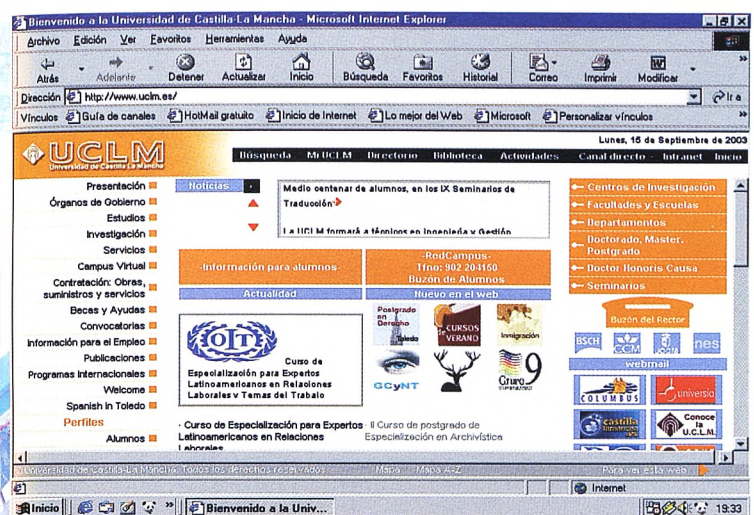 Bienvenido a la Universidad de Castilla-La Mancha - Microsoft Internet Explorer
Archivo Edición Ver Favoritos Herramientas Ayuda
Atrás Adelante Detener Actualizar Inicio Búsqueda Favoritos Historial Correo Imprimir Modificar
Dirección http://www.uclm.es/ Ir a
Vínculos Guía de canales HotMail gratuito Inicio de Internet Lo mejor del Web Microsoft Personalizar vínculos
Lunes, 15 de Septiembre de 2003
UCLM
Universidad de Castilla-La Mancha
Búsqueda Mi UCLM Directorio Biblioteca Actividades Canal directo Intranet Inicio
Presentación
Órganos de Gobierno
Estudios
Investigación
Servicios
Campus Virtual
Contratación: Obras,
suministros y servicios
Becas y Ayudas
Convocatorias
Información para el Empleo
Publicaciones
Programas Internacionales
Welcome
Spanish in Toledo
Perfiles
Alumnos
Noticias
Medio centenar de alumnos, en los IX Seminarios de
Traducción
La UCLM formará a técnicos en Ingeniería y Gestión
-Información para alumnos-
-RedCampus-
Tfno: 902 204150
Buzón de Alumnos
Actualidad
Nuevo en el web
OIT
Curso de
Especialización para Expertos
Latinoamericanos en Relaciones
Laborales y Temas del Trabajo
· Curso de Especialización para Expertos
Latinoamericanos en Relaciones
Laborales
Postgrado
en
Derecho
Toledo
CURSOS
de
VERANO
Inmigración
GCyNT
Grupo 9
· II Curso de postgrado de
Especialización en Archivística
Centros de Investigación
Facultades y Escuelas
Departamentos
Doctorado, Master,
Postgrado
Doctor Honoris Causa
Seminarios
Buzón del Rector
BSCH
CCM
nes
webmail
COLUMBUS
universia
castilla
Conoce
la
U.C.L.M.
Universidad de Castilla-La Mancha. Todos los derechos reservados Mapa Mapa A-Z Para ver esta web
Internet
Inicio
Bienvenido a la Univ...
19:33